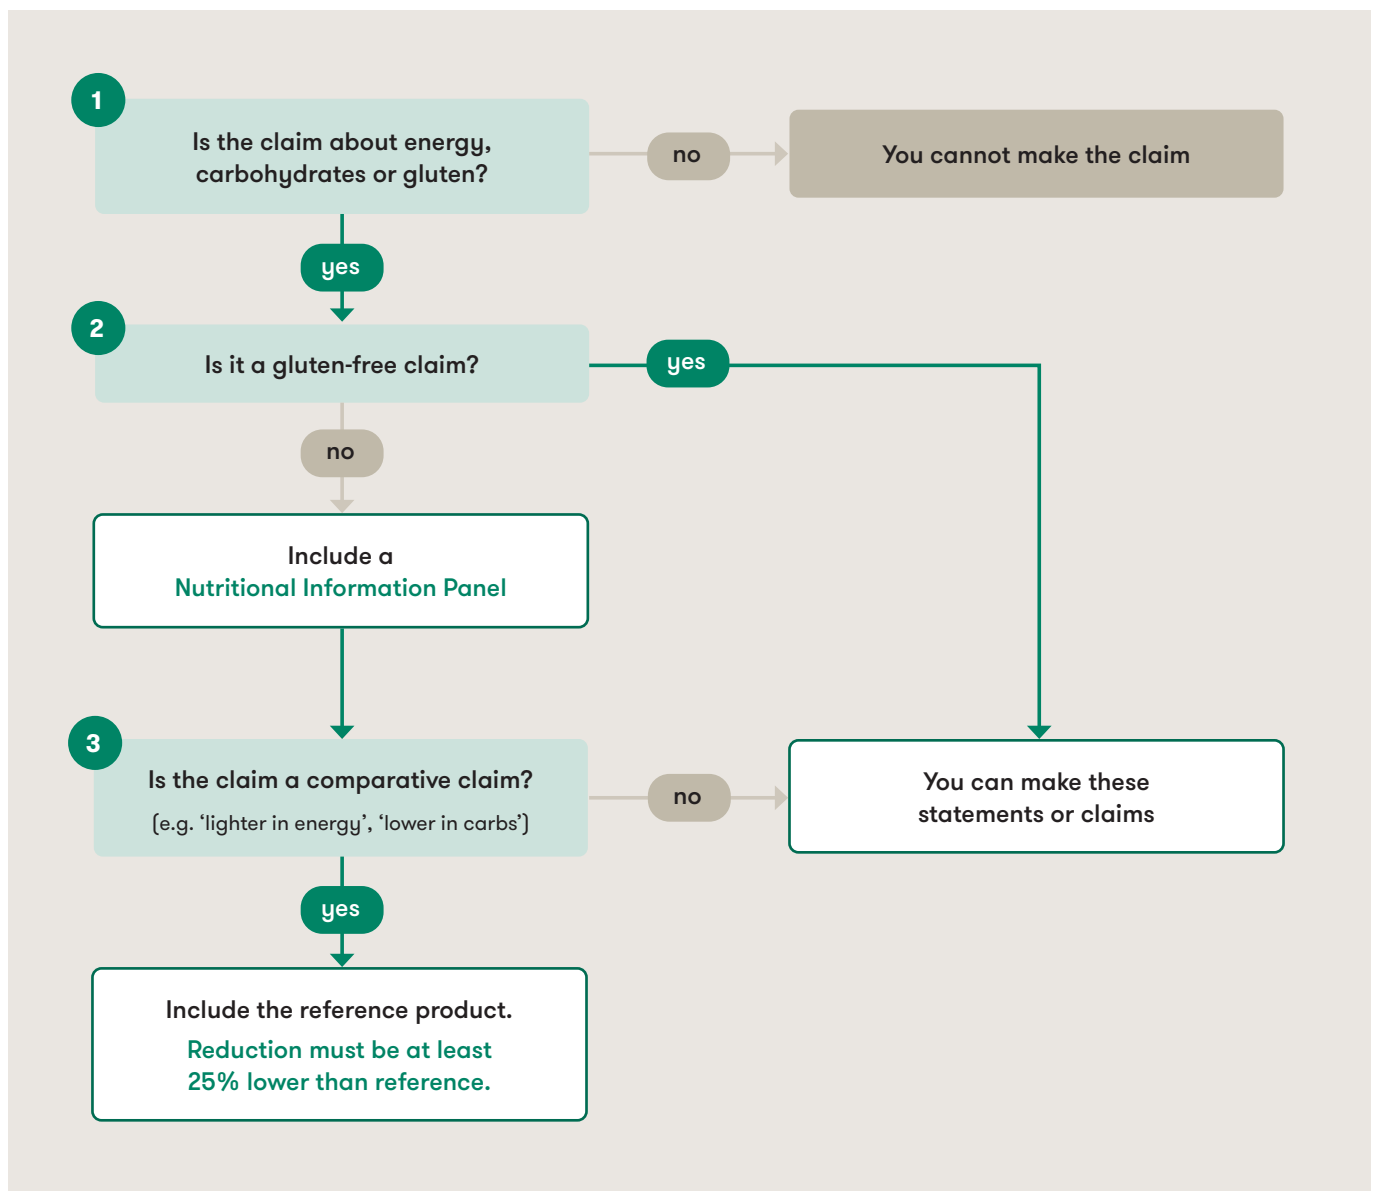 1
Is the claim about energy,
carbohydrates or gluten?
no
You cannot make the claim
yes
2
Is it a gluten-free claim?
yes
no
Include a
Nutritional Information Panel
3
Is the claim a comparative claim?
(e.g. ‘lighter in energy’, ‘lower in carbs’)
no
You can make these
statements or claims
yes
Include the reference product.
Reduction must be at least
25% lower than reference.